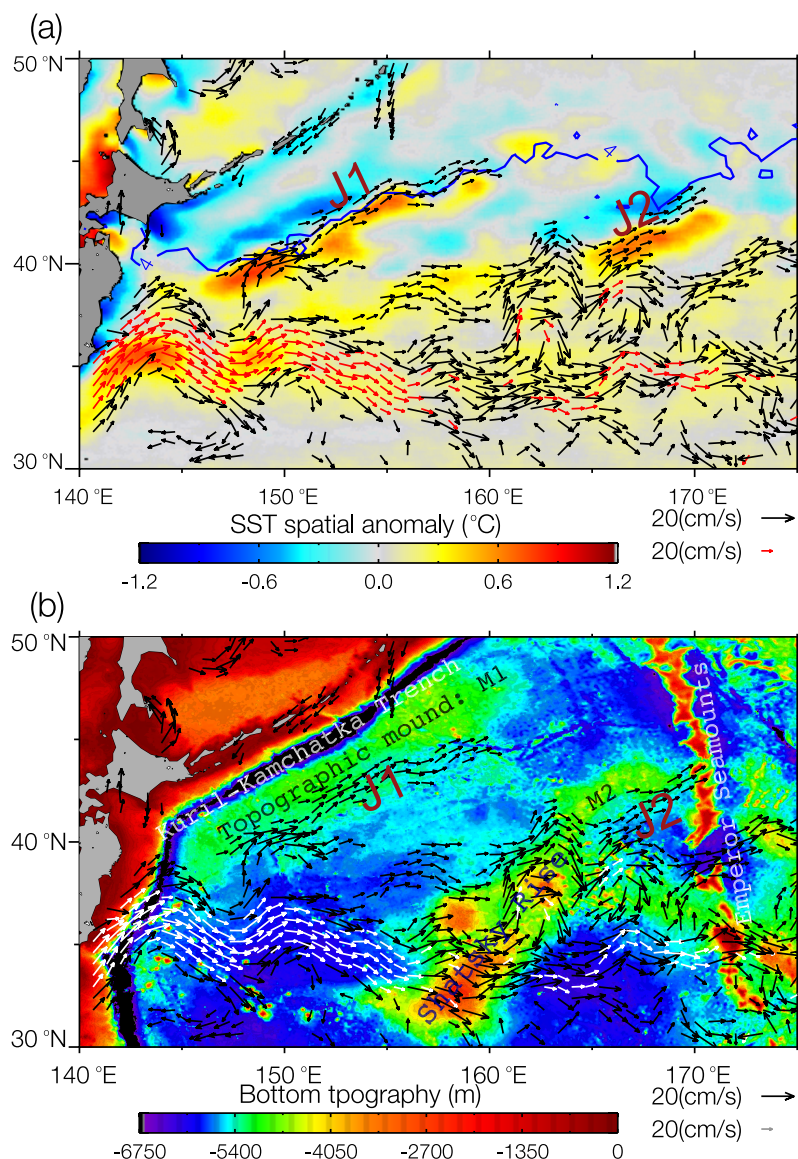 (a)
50 °N
J1
4
J2
4
40 °N
30 °N
140 °E 150 °E 160 °E 170 °E
SST spatial anomaly (°C)
20(cm/s)
20(cm/s)
-1.2 -0.6 0.0 0.6 1.2
(b)
50 °N
Kuril-Kamchatka Trench
Topographic mound: M1
J1
M2
J2
Emperor seamounts
Shatsky Rise
40 °N
30 °N
140 °E 150 °E 160 °E 170 °E
Bottom tpography (m)
20(cm/s)
20(cm/s)
-6750 -5400 -4050 -2700 -1350 0